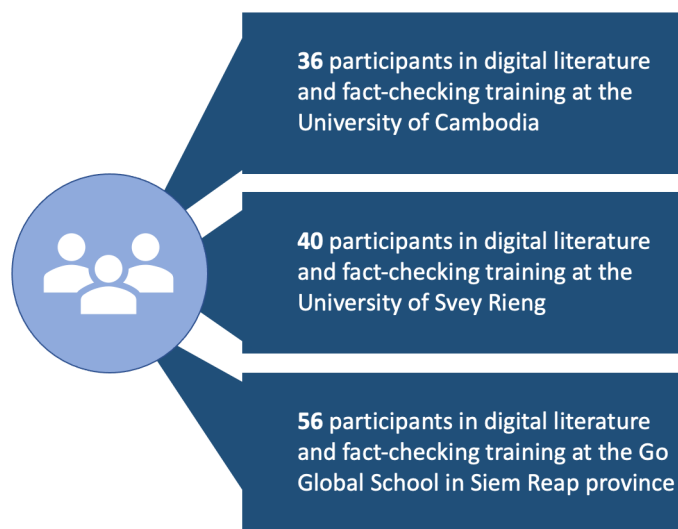 36 participants in digital literature
and fact-checking training at the
University of Cambodia
40 participants in digital literature
and fact-checking training at the
University of Svey Rieng
56 participants in digital literature
and fact-checking training at the Go
Global School in Siem Reap province